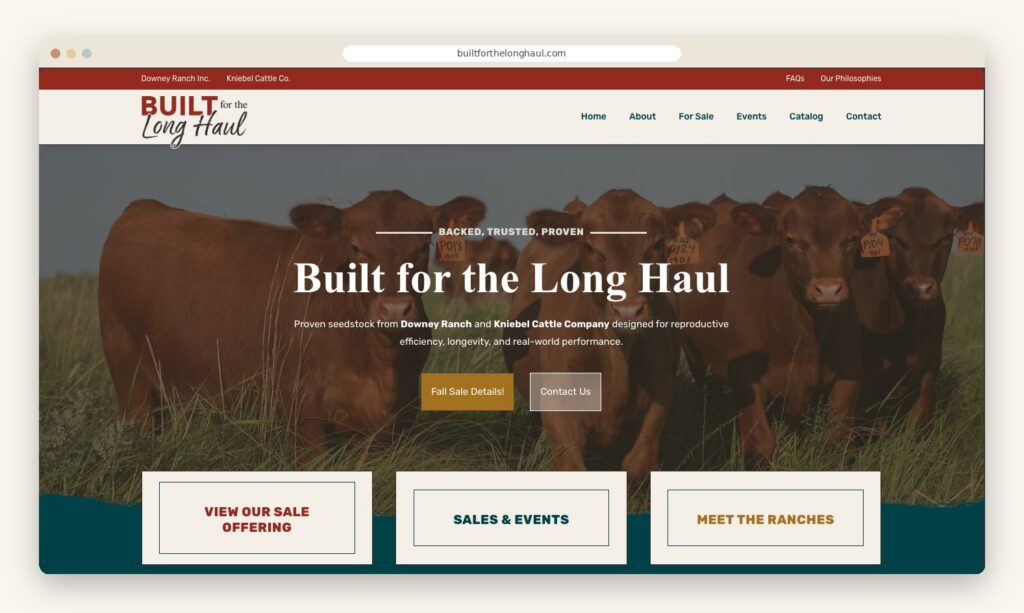 builtforthelonghaul.com
Downey Ranch Inc. Kniebel Cattle Co. FAQs Our Philosophies
BUILT for the
Long Haul
Home About For Sale Events Catalog Contact
BACKED, TRUSTED, PROVEN
Built for the Long Haul
Proven seedstock from Downey Ranch and Kniebel Cattle Company designed for reproductive
efficiency, longevity, and real-world performance.
Fall Sale Details! Contact Us
VIEW OUR SALE
OFFERING
SALES & EVENTS
MEET THE RANCHES